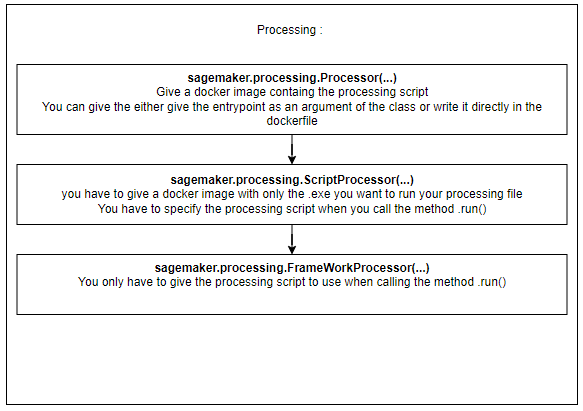 Processing :
sagemaker.processing.Processor(...)
Give a docker image containg the processing script
You can give the either give the entrypoint as an argument of the class or write it directly in the
dockerfile
sagemaker.processing.ScriptProcessor(...)
you have to give a docker image with only the .exe you want to run your processing file
You have to specify the processing script when you call the method .run()
sagemaker.processing.FrameWorkProcessor(...)
You only have to give the processing script to use when calling the method .run()